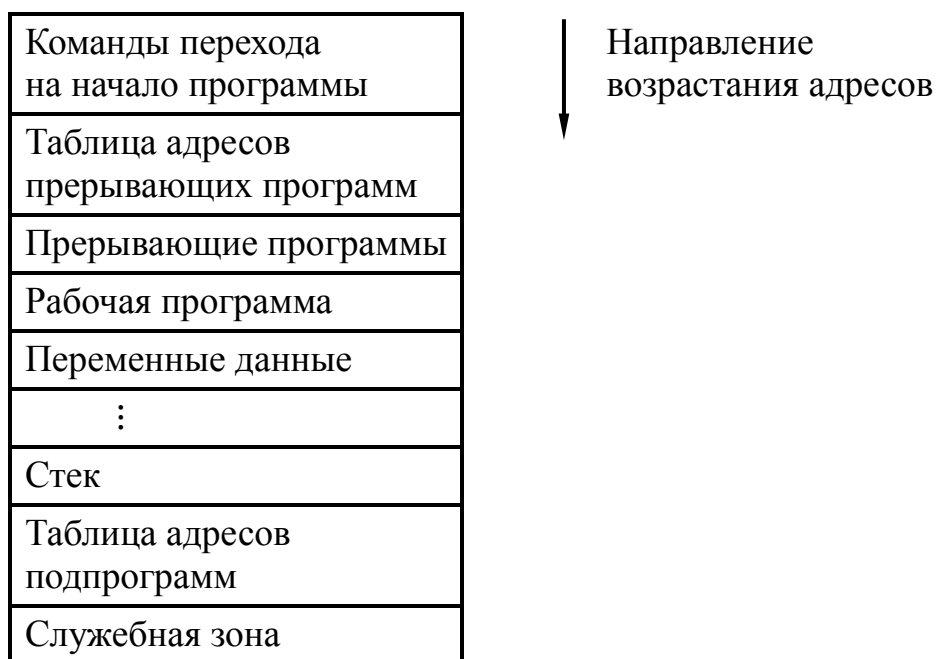 Команды перехода
на начало программы
Направление
возрастания адресов
Таблица адресов
прерывающих программ
Прерывающие программы
Рабочая программа
Переменные данные
⋮
Стек
Таблица адресов
подпрограмм
Служебная зона